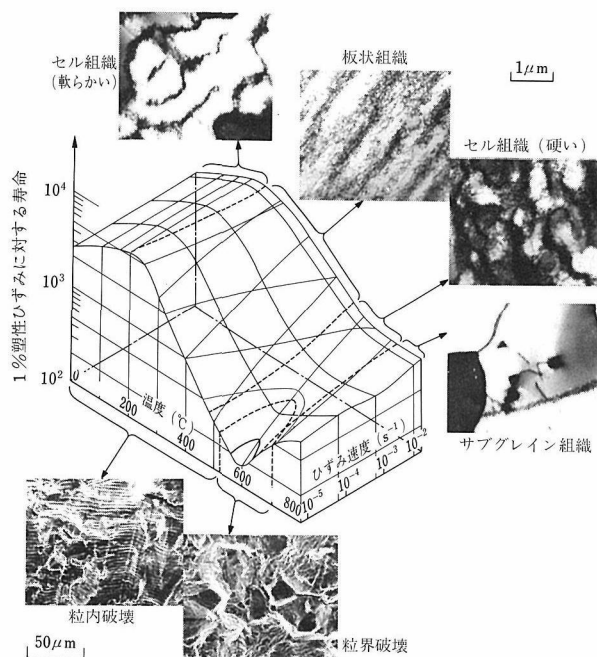 セル組織
(軟らかい)
板状組織
1μm
セル組織(硬い)
1%塑性ひずみに対する寿命
10⁴
10³
10²
0
200
400
600
800
温度(℃)
ひずみ速度(s⁻¹)
10⁻⁵
10⁻⁴
10⁻³
10⁻²
サブグレイン組織
粒内破壊
粒界破壊
50μm